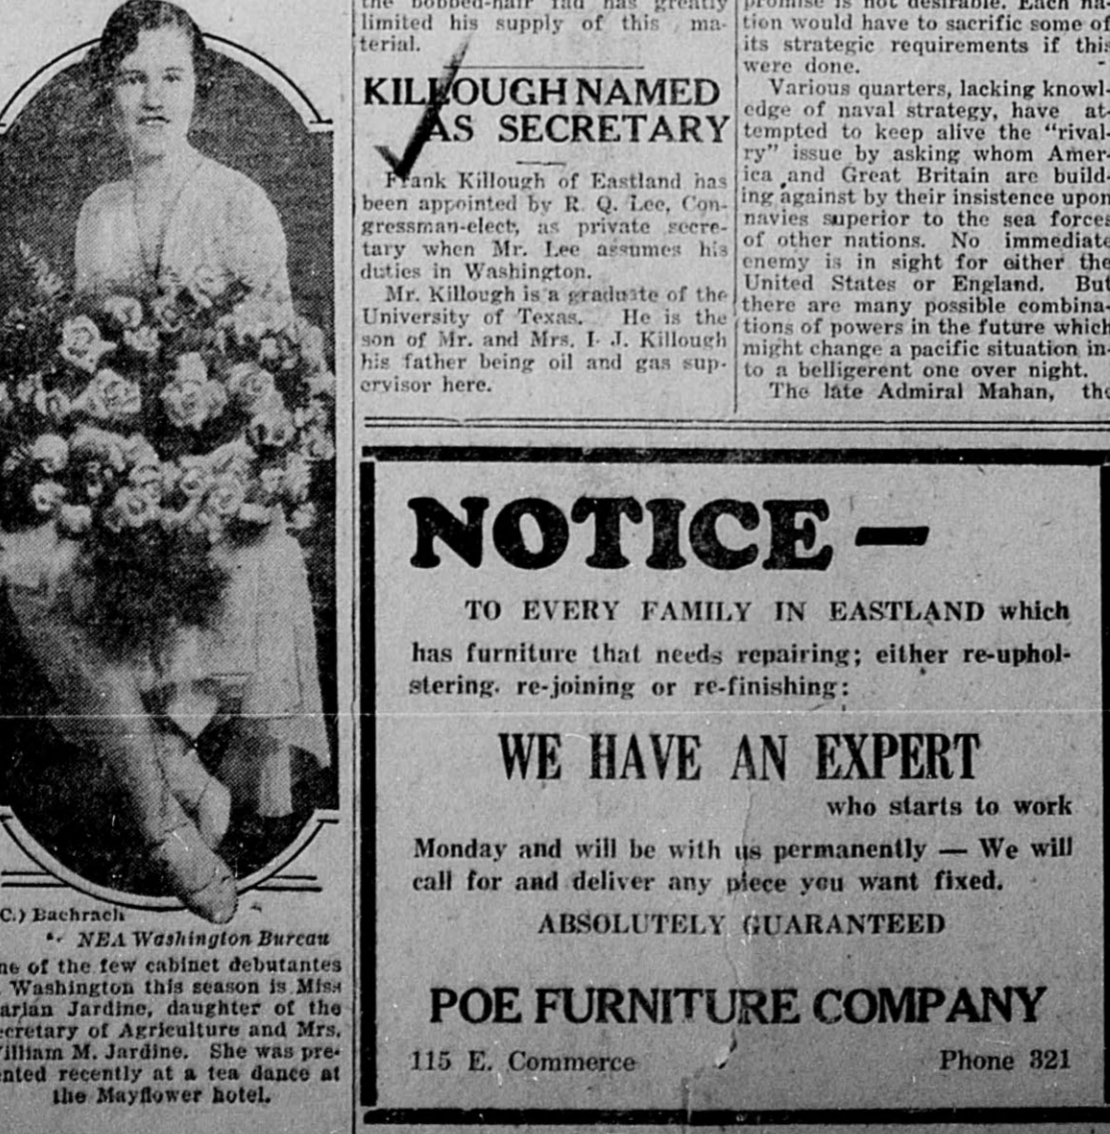 the bobbed-hair fad has greatly
limited his supply of this ma-
terial.
KILLOUGH NAMED
AS SECRETARY
Frank Killough of Eastland has
been appointed by R. Q. Lee, Con-
gressman-elect, as private secre-
tary when Mr. Lee assumes his
duties in Washington.
Mr. Killough is a graduate of the
University of Texas. He is the
son of Mr. and Mrs. I. J. Killough
his father being oil and gas sup-
ervisor here.
promise is not desirable. Each na-
tion would have to sacrific some of
its strategic requirements if this
were done.
Various quarters, lacking knowl-
edge of naval strategy, have at-
tempted to keep alive the "rival-
ry" issue by asking whom Amer-
ica and Great Britain are build-
ing against by their insistence upon
navies superior to the sea forces
of other nations. No immediate
enemy is in sight for either the
United States or England. But
there are many possible combina-
tions of powers in the future which
might change a pacific situation in-
to a belligerent one over night.
The late Admiral Mahan, the
C.) Bachrach
NEA Washington Bureau
ne of the few cabinet debutantes
Washington this season is Miss
arian Jardine, daughter of the
ecretary of Agriculture and Mrs.
illiam M. Jardine. She was pre-
nted recently at a tea dance at
the Mayflower hotel.
NOTICE —
TO EVERY FAMILY IN EASTLAND which
has furniture that needs repairing; either re-uphol-
stering, re-joining or re-finishing:
WE HAVE AN EXPERT
who starts to work
Monday and will be with us permanently — We will
call for and deliver any piece you want fixed.
ABSOLUTELY GUARANTEED
POE FURNITURE COMPANY
115 E. Commerce Phone 321